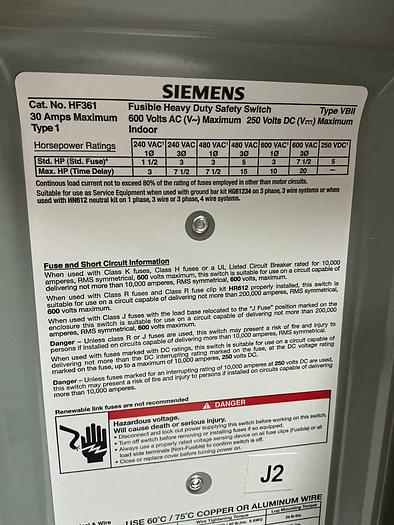 SIEMENS
Cat. No. HF361 Fusible Heavy Duty Safety Switch Type VBII
30 Amps Maximum 600 Volts AC (V~) Maximum 250 Volts DC (V⎓) Maximum
Type 1 Indoor
Horsepower Ratings 240 VAC¹ 240 VAC 480 VAC¹ 480 VAC 600 VAC¹ 600 VAC 250 VDC¹
1Ø 3Ø 1Ø 3Ø 1Ø 3Ø
Std. HP (Std. Fuse) 1 1/2 3 3 5 3 7 1/2 5
Max. HP (Time Delay) 3 7 1/2 7 1/2 15 10 20 —
Continous load current not to exceed 80% of the rating of fuses employed in other than motor circuits.
Suitable for use as Service Equipment when used with ground bar kit HG61234 on 3 phase, 3 wire systems or when
used with HN612 neutral kit on 1 phase, 3 wire or 3 phase, 4 wire systems.
Fuse and Short Circuit Information
When used with Class K fuses, Class H fuses or a UL Listed Circuit Breaker rated for 10,000
amperes, RMS symmetrical, 600 volts maximum, this switch is suitable for use on a circuit capable of
delivering not more than 10,000 amperes, RMS symmetrical, 600 volts, maximum.
When used with Class R fuses and Class R fuse clip kit HR612 properly installed, this switch is
suitable for use on a circuit capable of delivering not more than 200,000 amperes, RMS symmetrical,
600 volts maximum.
When used with Class J fuses with the load base relocated to the "J Fuse" position marked on the
enclosure this switch is suitable for use on a circuit capable of delivering not more than 200,000
amperes, RMS symmetrical, 600 volts maximum.
Danger – Unless class R or J fuses are used, this switch may present a risk of fire and injury to
persons if installed on circuits capable of delivering more than 10,000 amperes, RMS symmetrical.
When used with fuses marked with DC ratings, this switch is suitable for use on a circuit capable of
delivering not more than the DC interrupting rating marked on the fuse, at the DC voltage rating
marked on the fuse, up to a maximum of 10,000 amperes, 250 volts DC.
Danger – Unless fuses marked for an interrupting rating of 10,000 amperes at 250 volts DC are used,
this switch may present a risk of fire and injury to persons if installed on circuits capable of delivering
more than 10,000 amperes.
Renewable link fuses are not recommended
DANGER
Hazardous voltage.
Will cause death or serious injury.
• Disconnect and lock out power supplying this switch before working on this switch.
• Turn off switch before removing or installing fuses if so equipped.
• Always use a properly rated voltage sensing device on all fuse clips (Fusible) or all
load side terminals (Non-Fusible) to confirm switch is off.
• Close or replace cover before turning power on.
J2
USE 60°C / 75°C COPPER OR ALUMINUM WIRE
& Wire Wire Tightening Torque Lug Mounting Torque